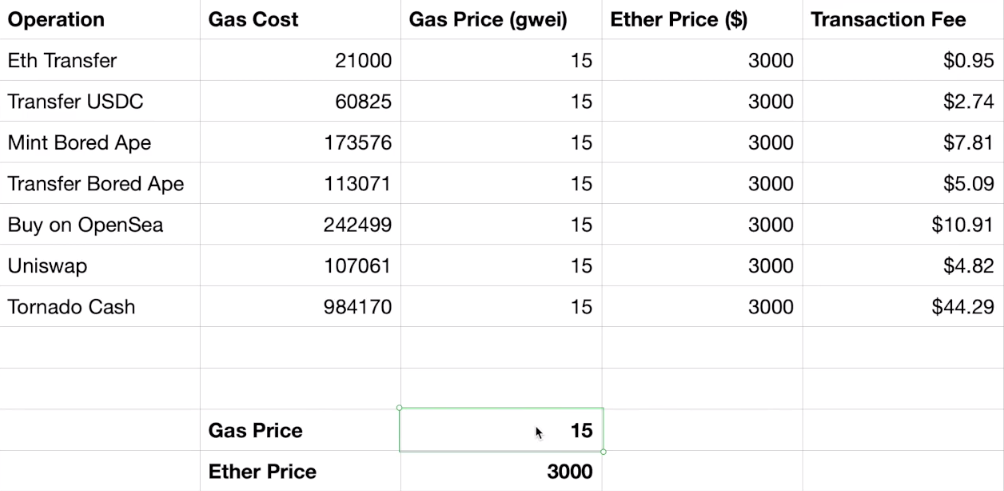 Operation Gas Cost Gas Price (gwei) Ether Price ($) Transaction Fee
Eth Transfer 21000 15 3000 $0.95
Transfer USDC 60825 15 3000 $2.74
Mint Bored Ape 173576 15 3000 $7.81
Transfer Bored Ape 113071 15 3000 $5.09
Buy on OpenSea 242499 15 3000 $10.91
Uniswap 107061 15 3000 $4.82
Tornado Cash 984170 15 3000 $44.29
Gas Price 15
Ether Price 3000